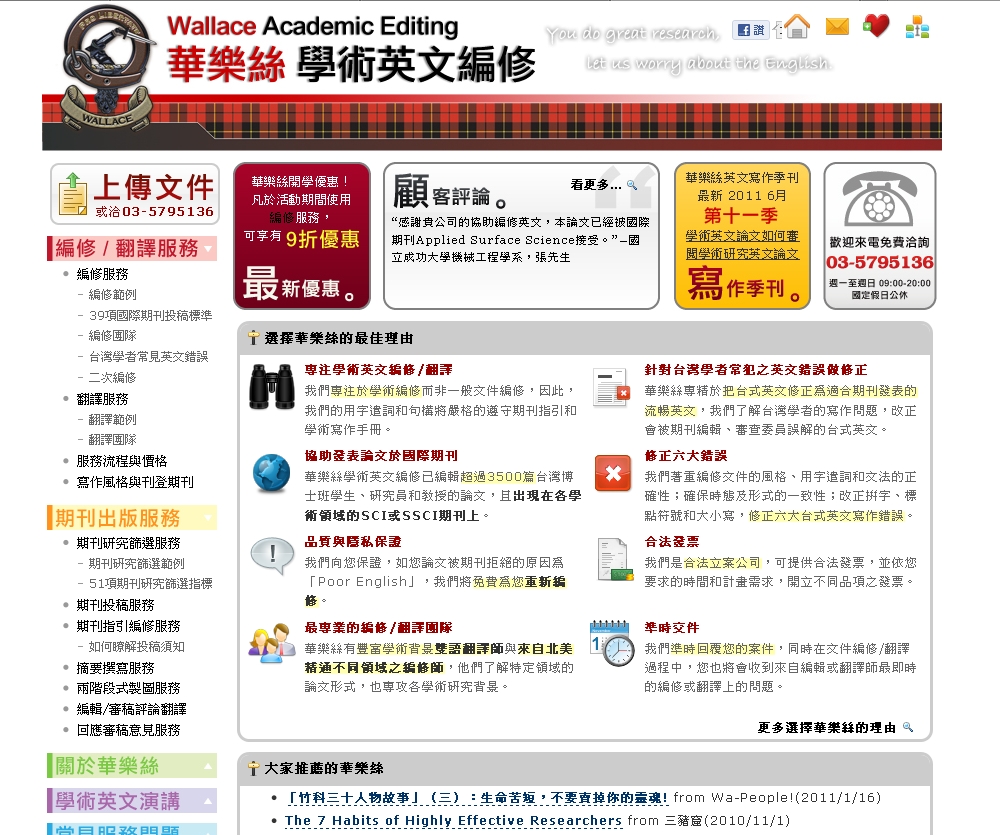 Wallace Academic Editing
華樂絲 學術英文編修
You do great research,
let us worry about the English.
讚
WALLACE
上傳文件
或洽03-5795136
華樂絲開學優惠！
凡於活動期間使用
編修服務，
可享有 9折優惠
最新優惠。
顧客評論。
看更多...
“感謝貴公司的協助編修英文，本論文已經被國際
期刊Applied Surface Science接受。”–國
立成功大學機械工程學系，張先生
華樂絲英文寫作季刊
最新 2011 6月
第十一季
學術英文論文如何審
閱學術研究英文論文
寫作季刊。
歡迎來電免費洽詢
03-5795136
週一至週日 09:00-20:00
國定假日公休
編修 / 翻譯服務
編修服務
– 編修範例
– 39項國際期刊投稿標準
– 編修團隊
– 台灣學者常見英文錯誤
– 二次編修
翻譯服務
– 翻譯範例
– 翻譯團隊
服務流程與價格
寫作風格與刊登期刊
期刊出版服務
期刊研究篩選服務
– 期刊研究篩選範例
– 51項期刊研究篩選指標
期刊投稿服務
期刊指引編修服務
– 如何瞭解投稿須知
摘要撰寫服務
兩階段式製圖服務
編輯/審稿評論翻譯
回應審稿意見服務
關於華樂絲
學術英文演講
常見服務問題
選擇華樂絲的最佳理由
專注學術英文編修/翻譯
我們專注於學術編修而非一般文件編修，因此，
我們的用字遣詞和句構將嚴格的遵守期刊指引和
學術寫作手冊。
針對台灣學者常犯之英文錯誤做修正
華樂絲專精於把台式英文修正為適合期刊發表的
流暢英文，我們了解台灣學者的寫作問題，改正
會被期刊編輯、審查委員誤解的台式英文。
協助發表論文於國際期刊
華樂絲學術英文編修已編輯超過3500篇台灣博
士班學生、研究員和教授的論文，且出現在各學
術領域的SCI或SSCI期刊上。
修正六大錯誤
我們著重編修文件的風格、用字遣詞和文法的正
確性；確保時態及形式的一致性；改正拼字、標
點符號和大小寫，修正六大台式英文寫作錯誤。
品質與隱私保證
我們向您保證，如您論文被期刊拒絕的原因為
「Poor English」，我們將免費為您重新編
修。
合法發票
我們是合法立案公司，可提供合法發票，並依您
要求的時間和計畫需求，開立不同品項之發票。
最專業的編修/翻譯團隊
華樂絲有豐富學術背景雙語翻譯師與來自北美
精通不同領域之編修師，他們了解特定領域的
論文形式，也專攻各學術研究背景。
準時交件
我們準時回覆您的案件，同時在文件編修/翻譯
過程中，您也將會收到來自編輯或翻譯師最即時
的編修或翻譯上的問題。
更多選擇華樂絲的理由
大家推薦的華樂絲
「竹科三十人物故事」（三）：生命苦短，不要賣掉你的靈魂! from Wa-People!(2011/1/16)
The 7 Habits of Highly Effective Researchers from 三豬窩(2010/11/1)